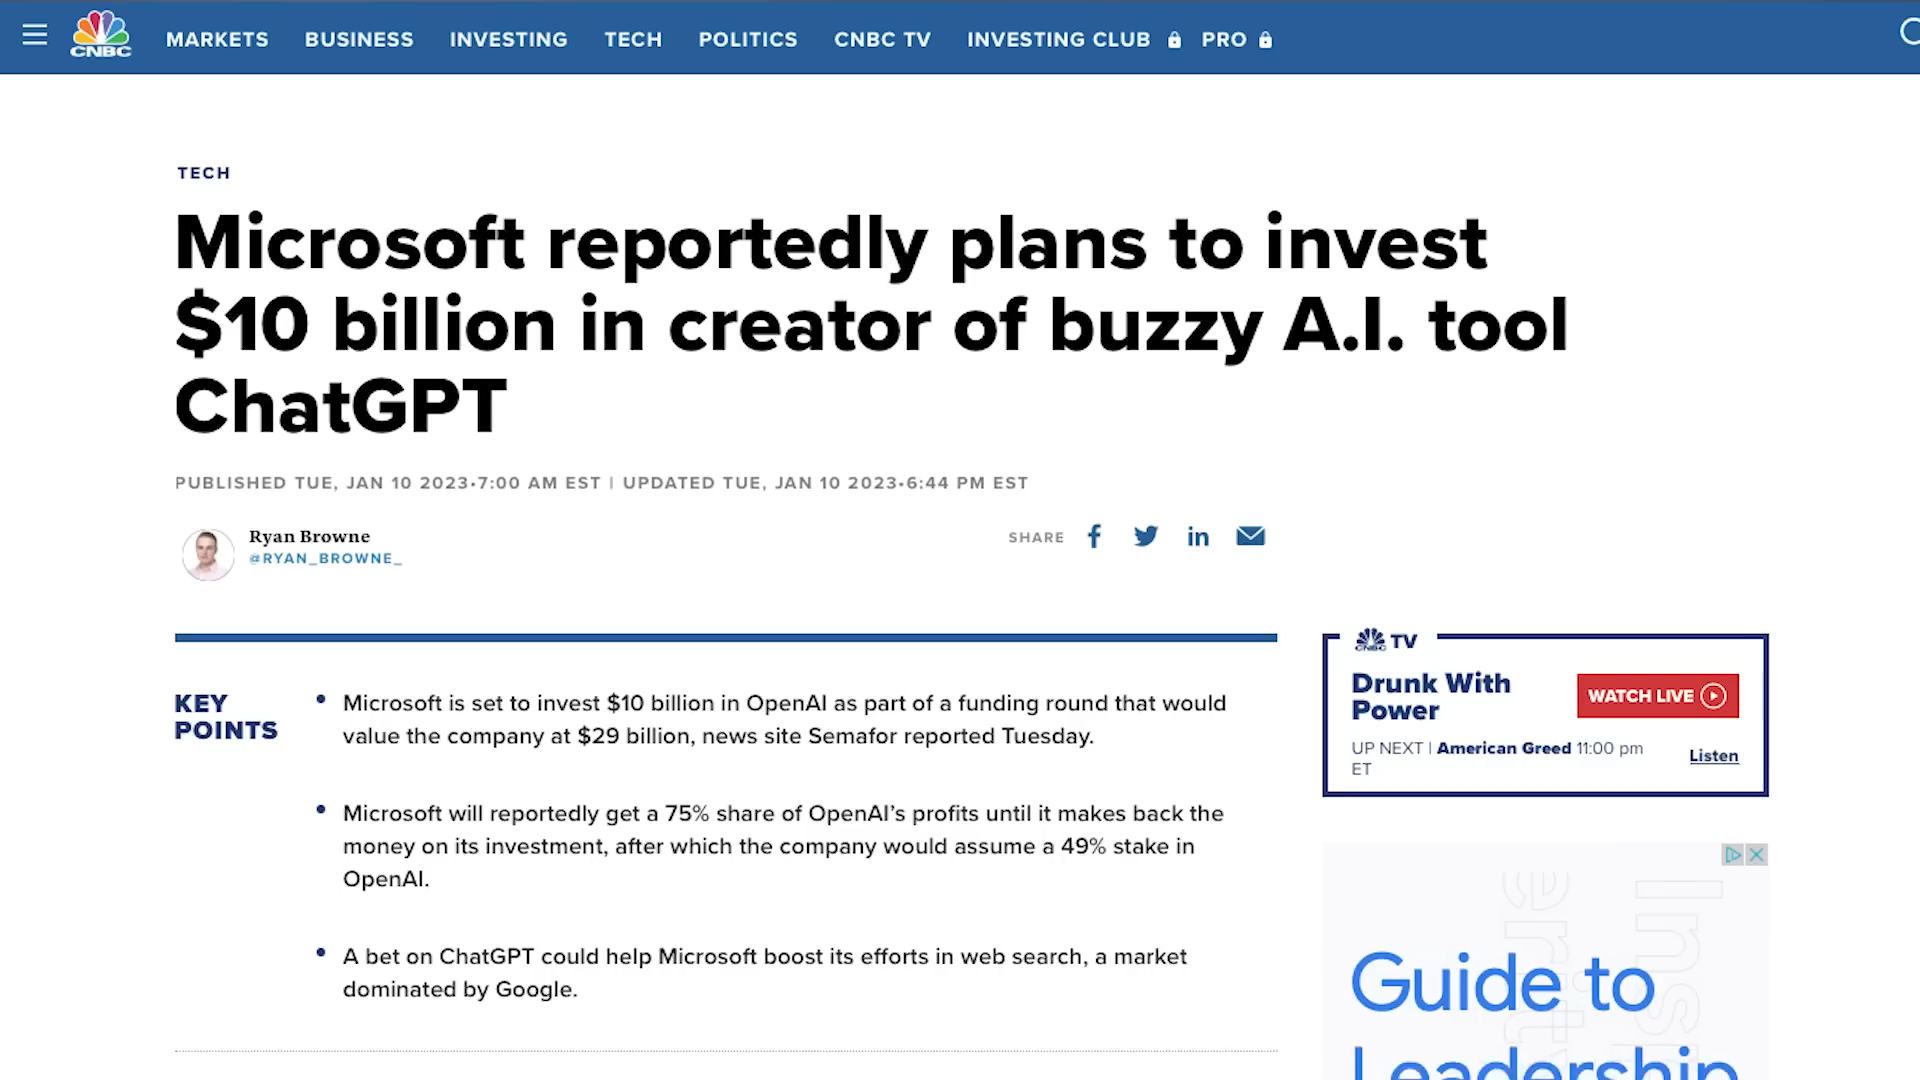 CNBC MARKETS BUSINESS INVESTING TECH POLITICS CNBC TV INVESTING CLUB PRO
TECH
Microsoft reportedly plans to invest
$10 billion in creator of buzzy A.I. tool
ChatGPT
PUBLISHED TUE, JAN 10 2023•7:00 AM EST | UPDATED TUE, JAN 10 2023•6:44 PM EST
Ryan Browne
@RYAN_BROWNE_
SHARE
KEY
POINTS
• Microsoft is set to invest $10 billion in OpenAI as part of a funding round that would
value the company at $29 billion, news site Semafor reported Tuesday.
• Microsoft will reportedly get a 75% share of OpenAI’s profits until it makes back the
money on its investment, after which the company would assume a 49% stake in
OpenAI.
• A bet on ChatGPT could help Microsoft boost its efforts in web search, a market
dominated by Google.
CNBC TV
Drunk With
Power
WATCH LIVE
UP NEXT | American Greed 11:00 pm
ET
Listen
Guide to
Leadership